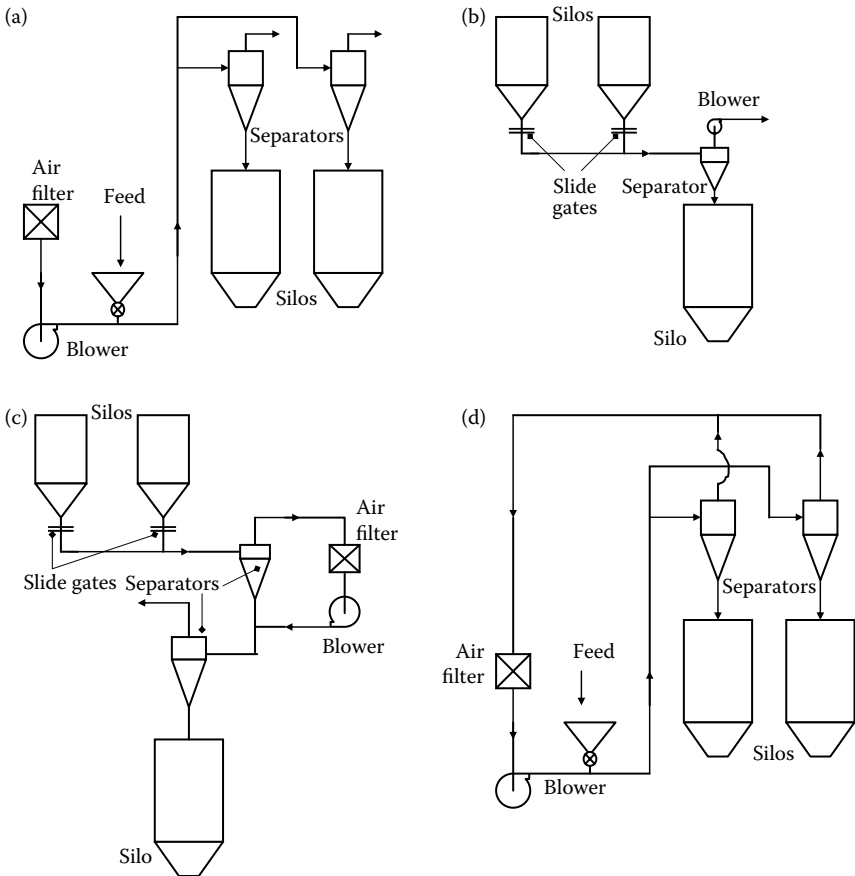 (a)
Separators
Air
filter
Feed
Silos
Blower
(b)
Silos
Blower
Slide
gates
Separator
Silo
(c)
Silos
Air
filter
Slide gates
Separators
Blower
Silo
(d)
Separators
Air
filter
Feed
Silos
Blower